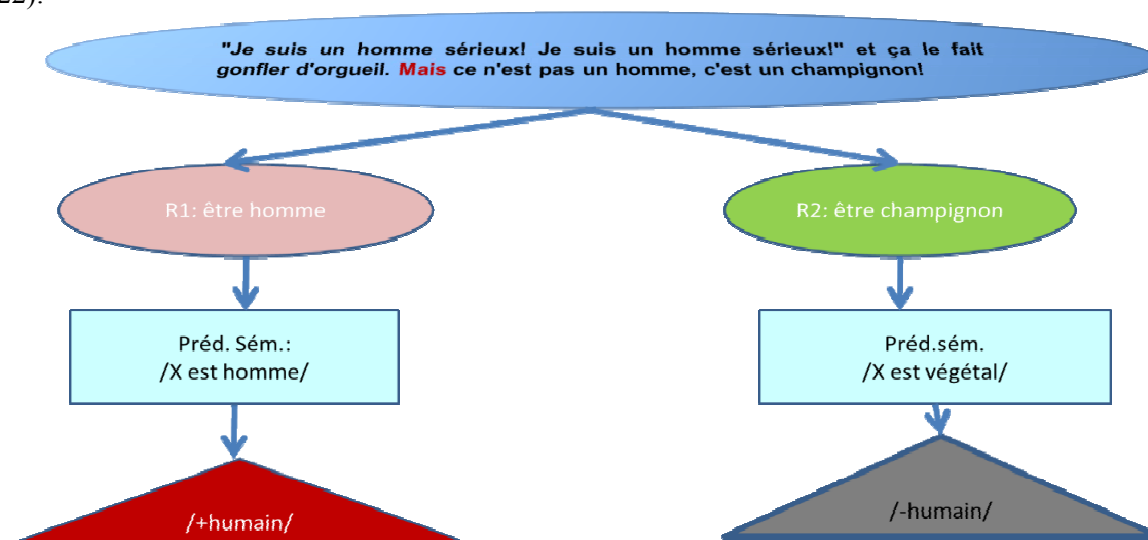 22).
"Je suis un homme sérieux! Je suis un homme sérieux!" et ça le fait
gonfler d'orgueil. Mais ce n'est pas un homme, c'est un champignon!
R1: être homme
R2: être champignon
Préd. Sém.:
/X est homme/
Préd.sém.
/X est végétal/
/+humain/
/-humain/